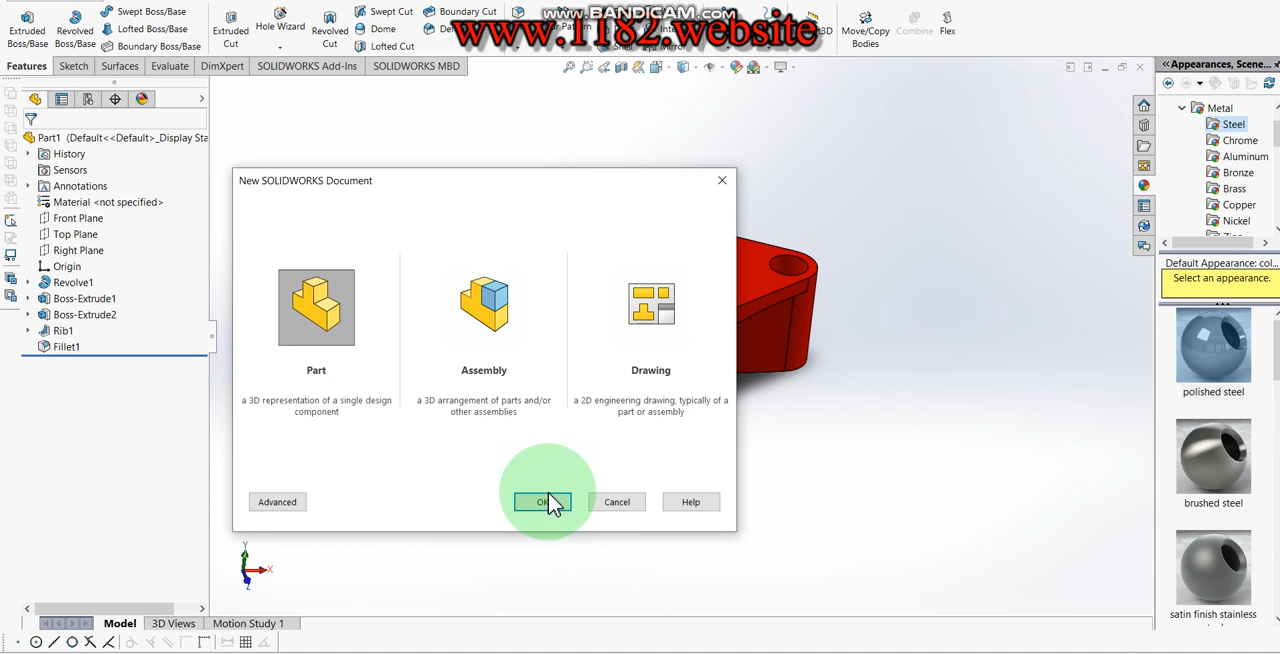 www.BANDICAM.com
www.1182.website
Extruded Boss/Base
Revolved Boss/Base
Swept Boss/Base
Lofted Boss/Base
Boundary Boss/Base
Extruded Cut
Hole Wizard
Revolved Cut
Swept Cut
Dome
Lofted Cut
Boundary Cut
Move/Copy Bodies
Combine
Flex
Features
Sketch
Surfaces
Evaluate
DimXpert
SOLIDWORKS Add-Ins
SOLIDWORKS MBD
Part1 (Default<<Default>_Display Sta
History
Sensors
Annotations
Material <not specified>
Front Plane
Top Plane
Right Plane
Origin
Revolve1
Boss-Extrude1
Boss-Extrude2
Rib1
Fillet1
New SOLIDWORKS Document
Part
a 3D representation of a single design
component
Assembly
a 3D arrangement of parts and/or
other assemblies
Drawing
a 2D engineering drawing, typically of a
part or assembly
Advanced
OK
Cancel
Help
Y
X
Z
Appearances, Scene...
Metal
Steel
Chrome
Aluminum
Bronze
Brass
Copper
Nickel
Default Appearance: col...
Select an appearance.
polished steel
brushed steel
satin finish stainless
Model
3D Views
Motion Study 1